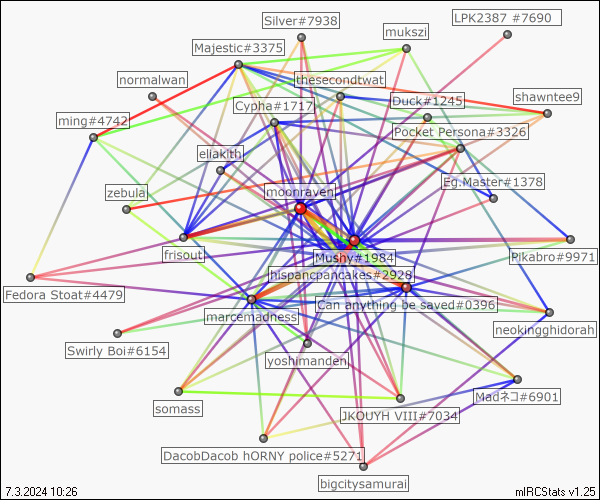 Silver#7938
LPK2387 #7690
mukszi
Majestic#3375
normalwan
thesecondtwat
shawntee9
Cypha#1717
Duck#1245
ming#4742
Pocket Persona#3326
eliakith
Eg.Master#1378
zebula
moonraven
frisout
Mushy#1984
Pikabro#9971
hispancpancakes#2928
Fedora Stoat#4479
Can anything be saved#0396
marcemadness
neokingghidorah
Swirly Boi#6154
yoshimanden
Madネコ#6901
somass
JKOUYH VIII#7034
DacobDacob hORNY police#5271
bigcitysamurai
7.3.2024 10:26
mIRCStats v1.25